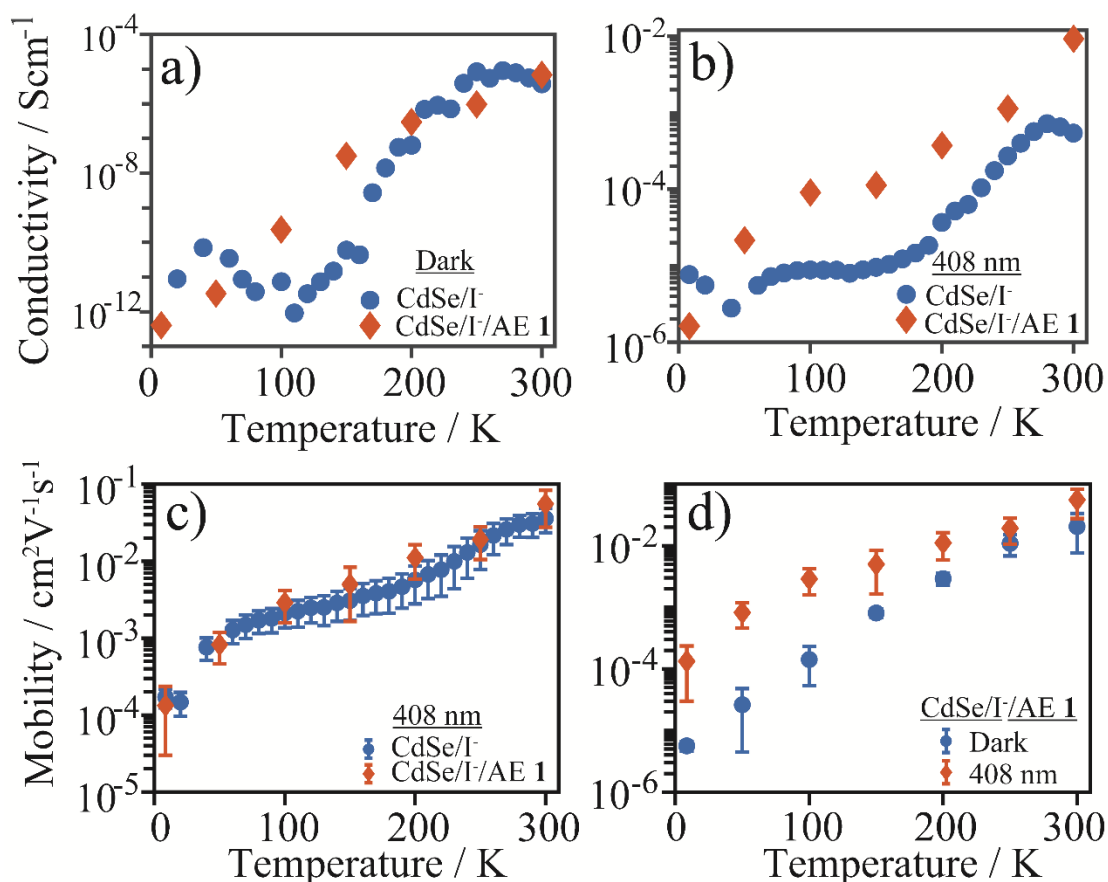 a)
Conductivity / Scm⁻¹
10⁻⁴
10⁻⁸
10⁻¹²
Dark
CdSe/I⁻
CdSe/I⁻/AE 1
0 100 200 300
Temperature / K
b)
10⁻²
10⁻⁴
10⁻⁶
408 nm
CdSe/I⁻
CdSe/I⁻/AE 1
0 100 200 300
Temperature / K
c)
Mobility / cm²V⁻¹s⁻¹
10⁻¹
10⁻²
10⁻³
10⁻⁴
10⁻⁵
408 nm
CdSe/I⁻
CdSe/I⁻/AE 1
0 100 200 300
Temperature / K
d)
10⁻²
10⁻⁴
10⁻⁶
CdSe/I⁻/AE 1
Dark
408 nm
0 100 200 300
Temperature / K